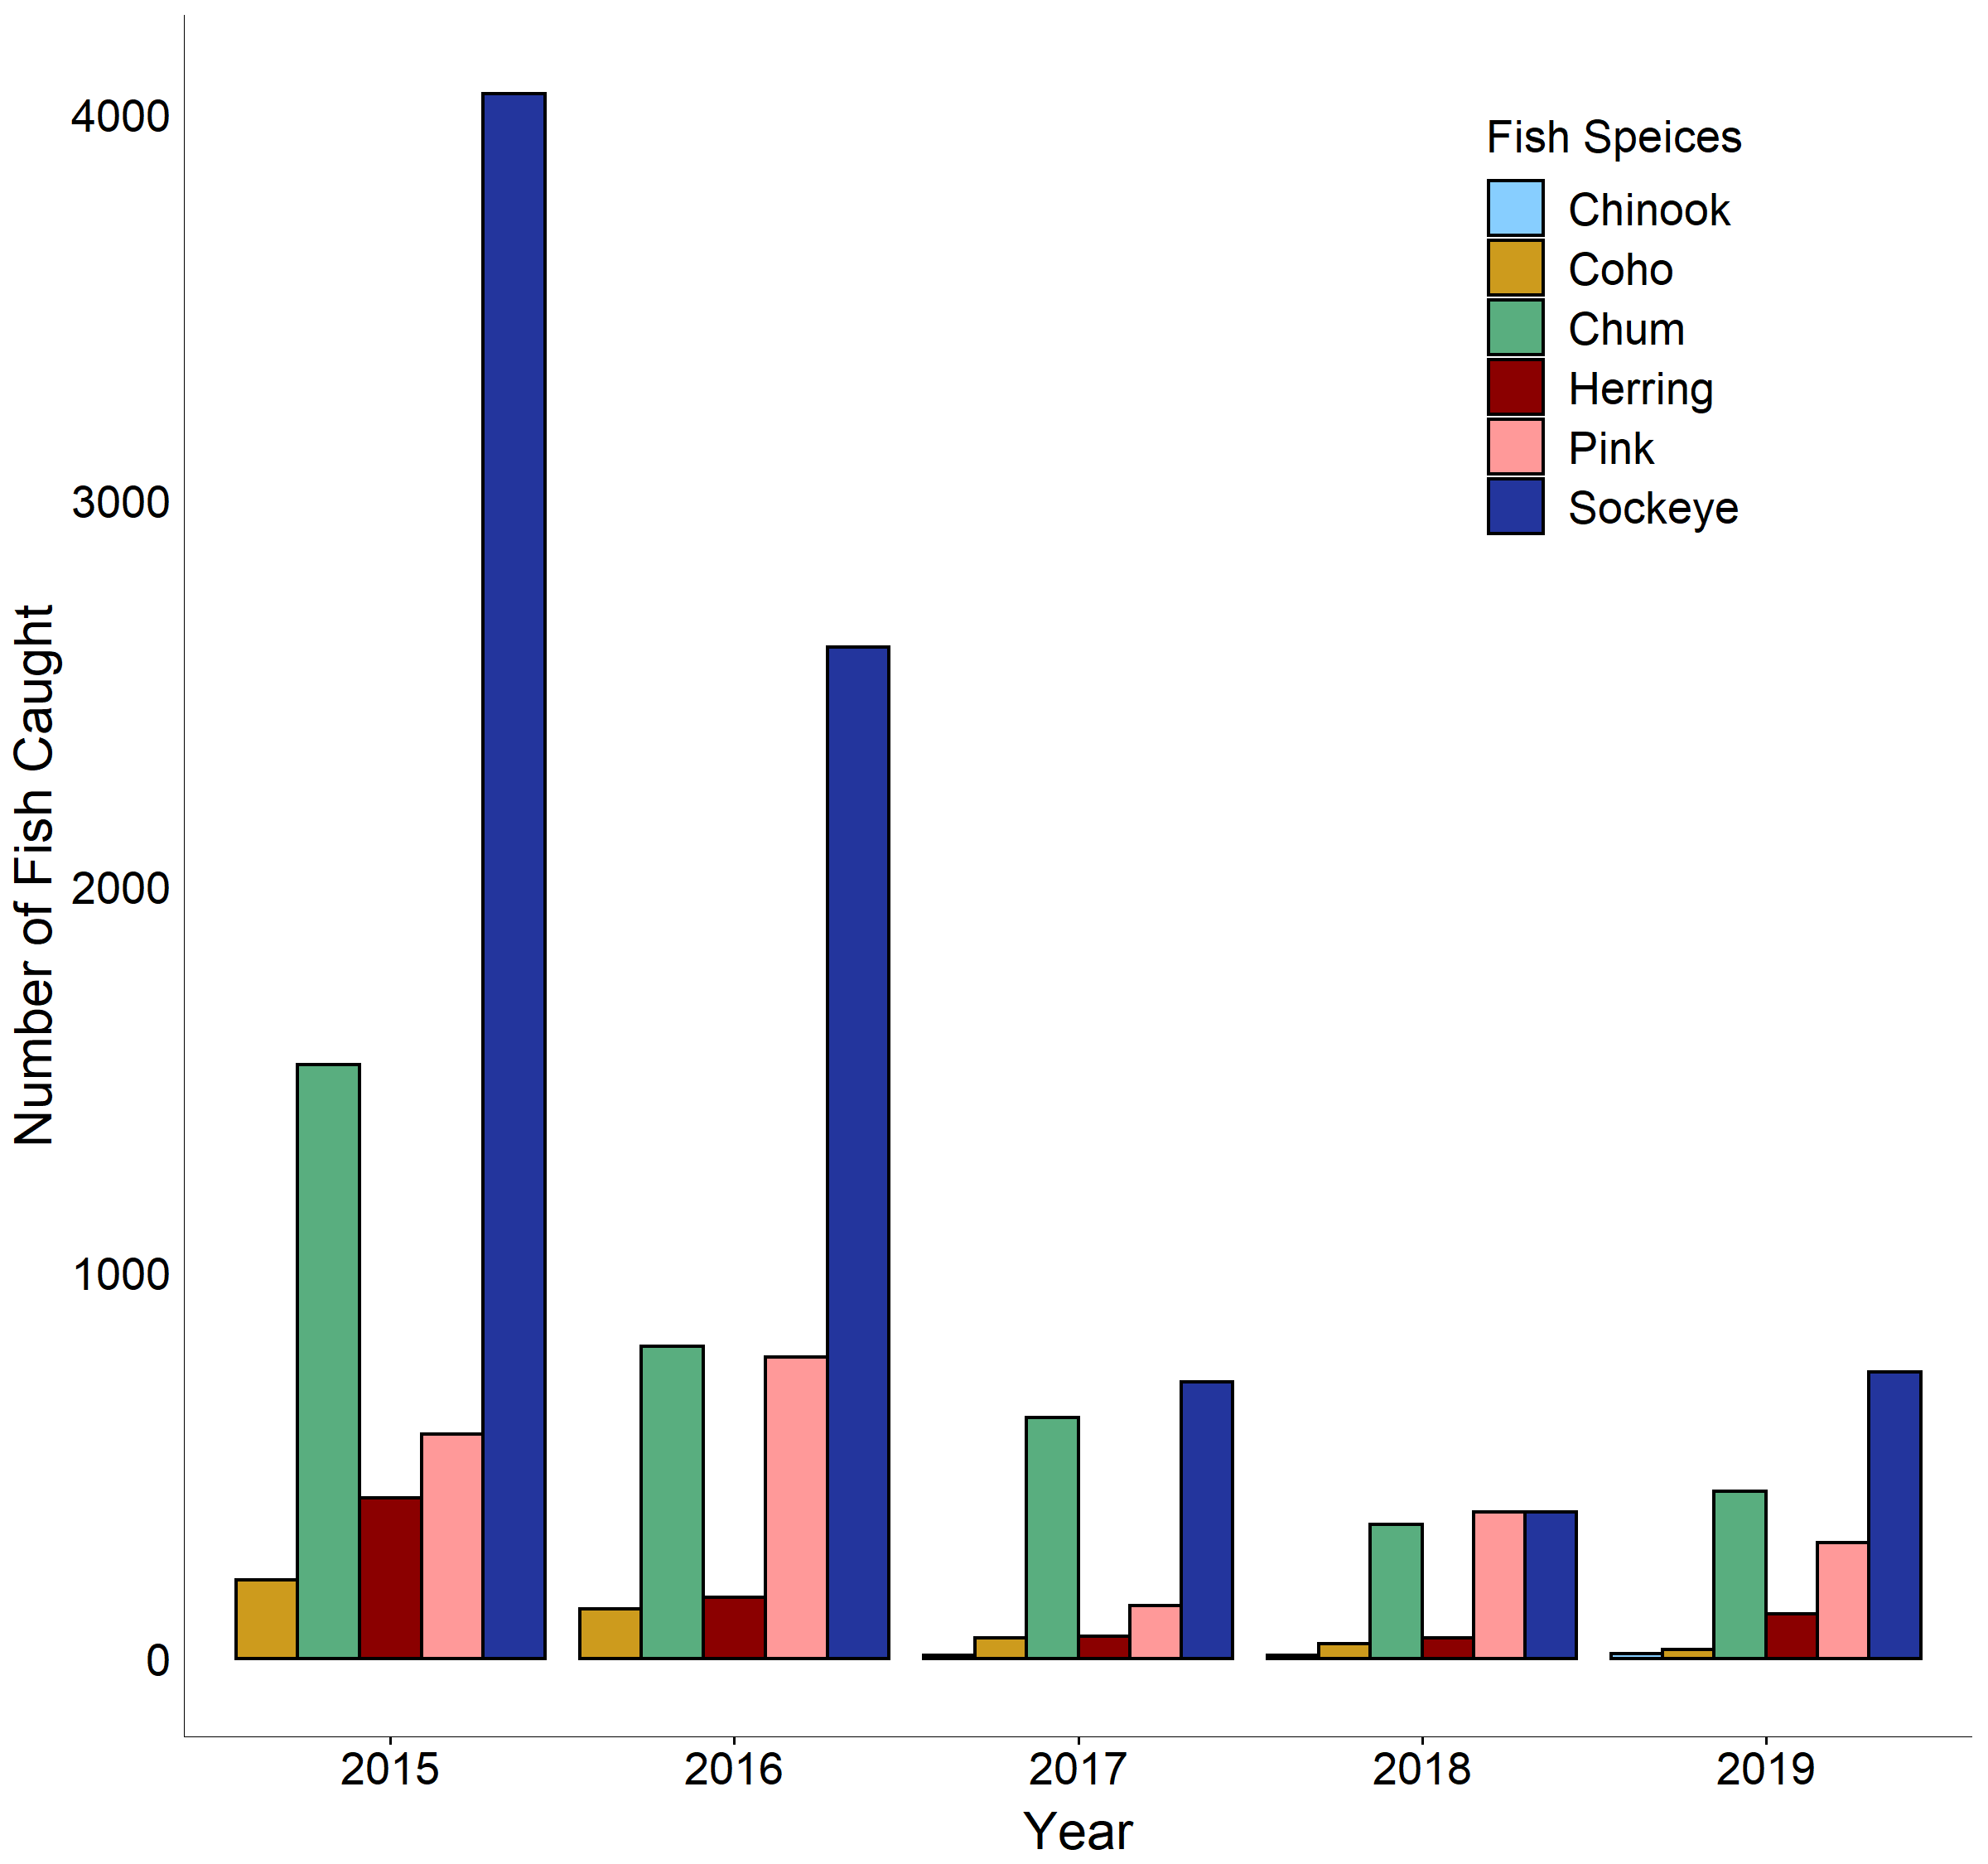 Number of Fish Caught
4000
3000
2000
1000
0
Fish Speices
Chinook
Coho
Chum
Herring
Pink
Sockeye
2015 2016 2017 2018 2019
Year